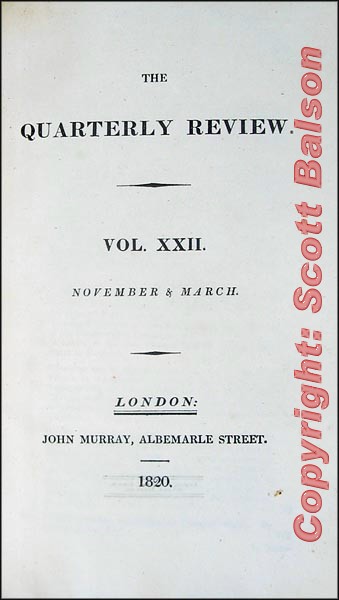 THE
QUARTERLY REVIEW.
VOL. XXII.
NOVEMBER & MARCH.
LONDON:
JOHN MURRAY, ALBEMARLE STREET.
1820.
Copyright: Scott Balson